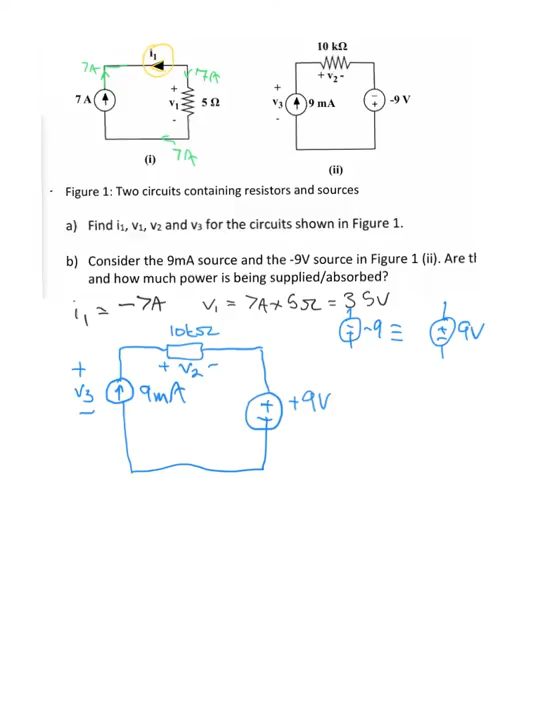 i₁ 10 kΩ
7A 7A + v₂ -
+ +
7 A v₁ 5 Ω v₃ 9 mA - + -9 V
- -
(i) 7A (ii)
Figure 1: Two circuits containing resistors and sources
a) Find i₁, v₁, v₂ and v₃ for the circuits shown in Figure 1.
b) Consider the 9mA source and the -9V source in Figure 1 (ii). Are th
and how much power is being supplied/absorbed?
i₁ = -7A v₁ = 7A × 5Ω = 35V
- + -9 ≡ + - 9V
10kΩ
+ v₂ -
+
v₃ 9mA + - +9V
-